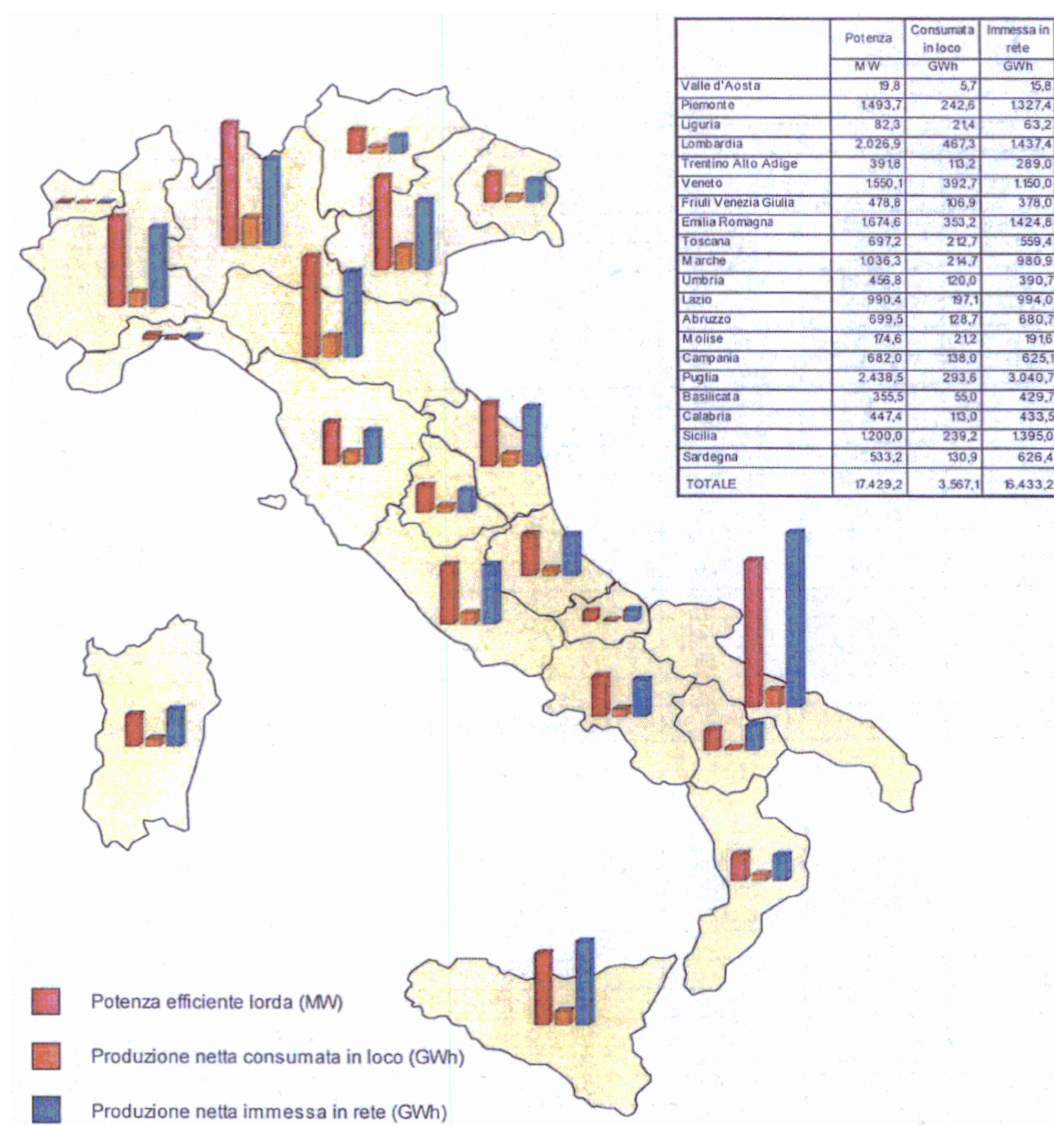 Potenza Consumata in loco Immessa in rete
MW GWh GWh
Valle d'Aosta 19,8 5,7 15,8
Piemonte 1.493,7 242,6 1.327,4
Liguria 82,3 21,4 63,2
Lombardia 2.026,9 467,3 1.437,4
Trentino Alto Adige 391,8 113,2 289,0
Veneto 1.550,1 392,7 1.150,0
Friuli Venezia Giulia 478,8 106,9 378,0
Emilia Romagna 1.674,6 353,2 1.424,8
Toscana 697,2 212,7 559,4
Marche 1.036,3 214,7 980,9
Umbria 456,8 120,0 390,7
Lazio 990,4 197,1 994,0
Abruzzo 699,5 128,7 680,7
Molise 174,6 21,2 191,6
Campania 682,0 138,0 625,1
Puglia 2.438,5 293,6 3.040,7
Basilicata 355,5 55,0 429,7
Calabria 447,4 113,0 433,5
Sicilia 1.200,0 239,2 1.395,0
Sardegna 533,2 130,9 626,4
TOTALE 17.429,2 3.567,1 16.433,2
Potenza efficiente lorda (MW)
Produzione netta consumata in loco (GWh)
Produzione netta immessa in rete (GWh)